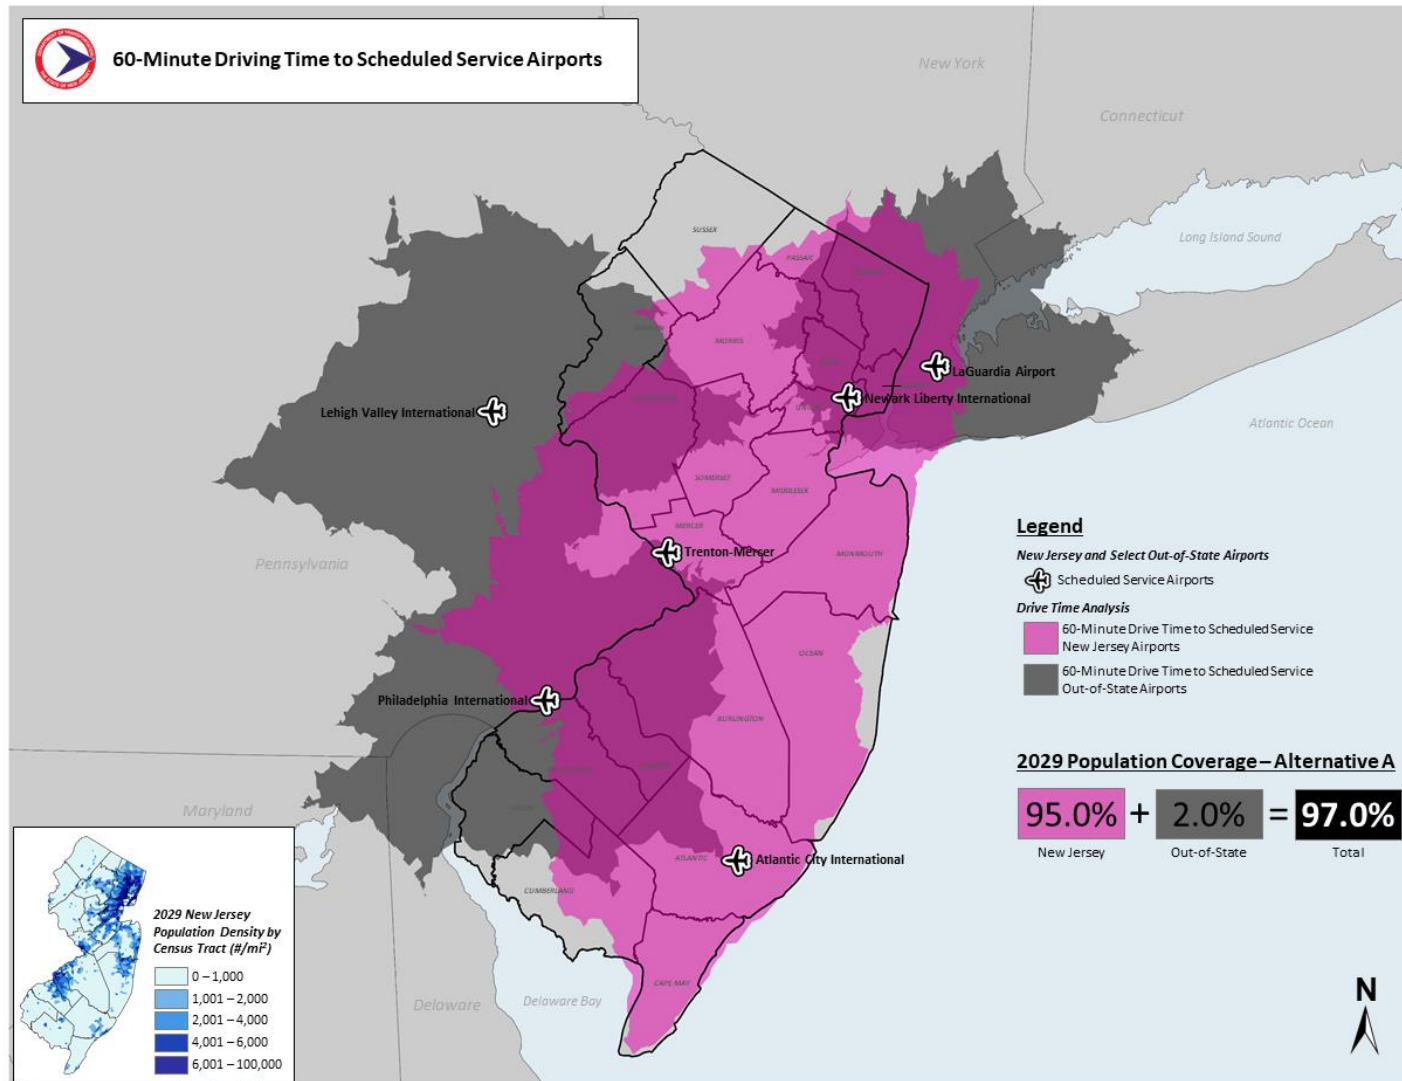 60-Minute Driving Time to Scheduled Service Airports
New York
Connecticut
Long Island Sound
SUSSEX
PASSAIC
MORRIS
LaGuardia Airport
Newark Liberty International
Lehigh Valley International
UNION
Atlantic Ocean
SOMERSET
MIDDLESEX
MERCER
Trenton-Mercer
MONMOUTH
Pennsylvania
OCEAN
Philadelphia International
BURLINGTON
Maryland
ATLANTIC
Atlantic City International
CUMBERLAND
CAPE MAY
Delaware
Delaware Bay
Legend
New Jersey and Select Out-of-State Airports
Scheduled Service Airports
Drive Time Analysis
60-Minute Drive Time to Scheduled Service
New Jersey Airports
60-Minute Drive Time to Scheduled Service
Out-of-State Airports
2029 Population Coverage – Alternative A
95.0% + 2.0% = 97.0%
New Jersey Out-of-State Total
2029 New Jersey
Population Density by
Census Tract (#/mi²)
0 – 1,000
1,001 – 2,000
2,001 – 4,000
4,001 – 6,000
6,001 – 100,000
N